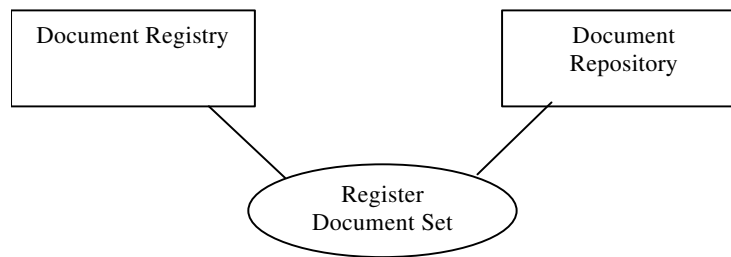 Document Registry
Document
Repository
Register
Document Set